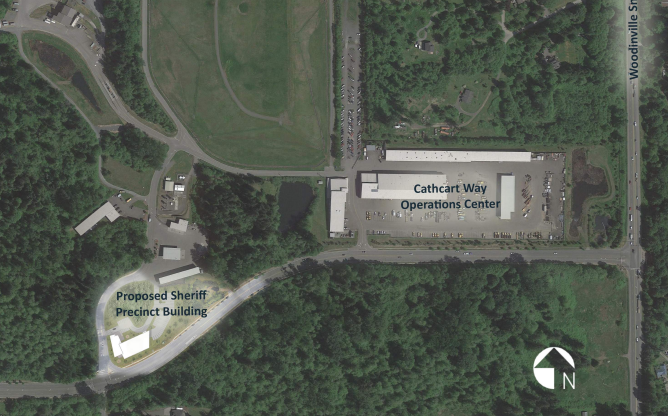 Woodinville Sn
Cathcart Way
Operations Center
Proposed Sheriff
Precinct Building
N